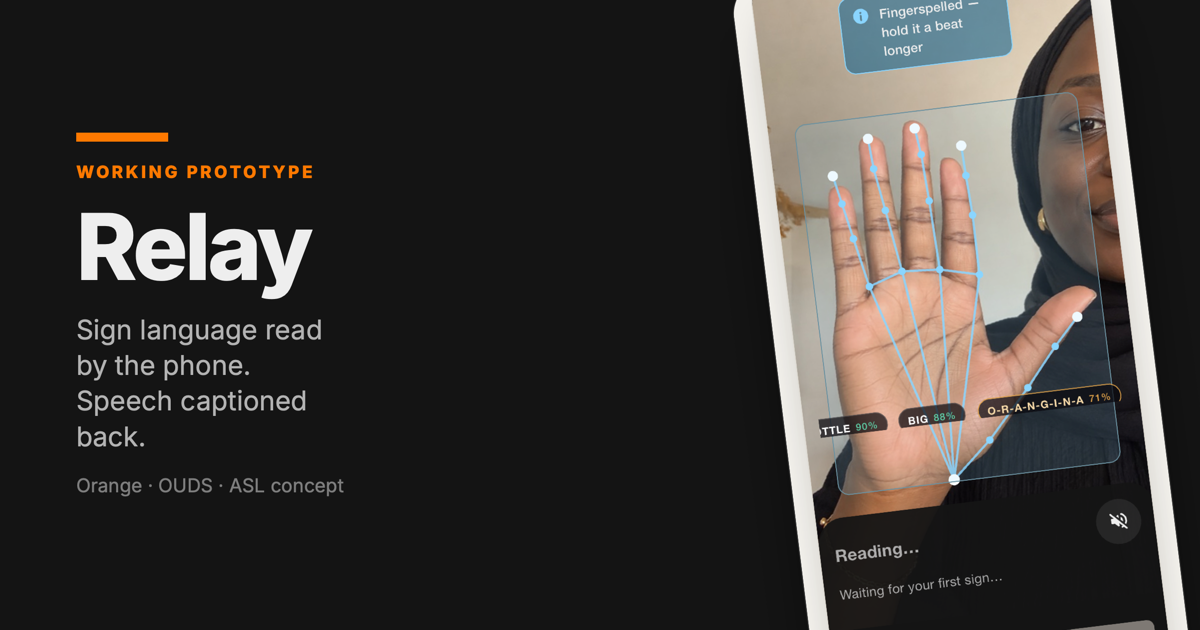 WORKING PROTOTYPE
Relay
Sign language read
by the phone.
Speech captioned
back.
Orange · OUDS · ASL concept
Fingerspelled —
hold it a beat
longer
OTTLE 90%
BIG 88%
O-R-A-N-G-I-N-A 71%
Reading...
Waiting for your first sign...